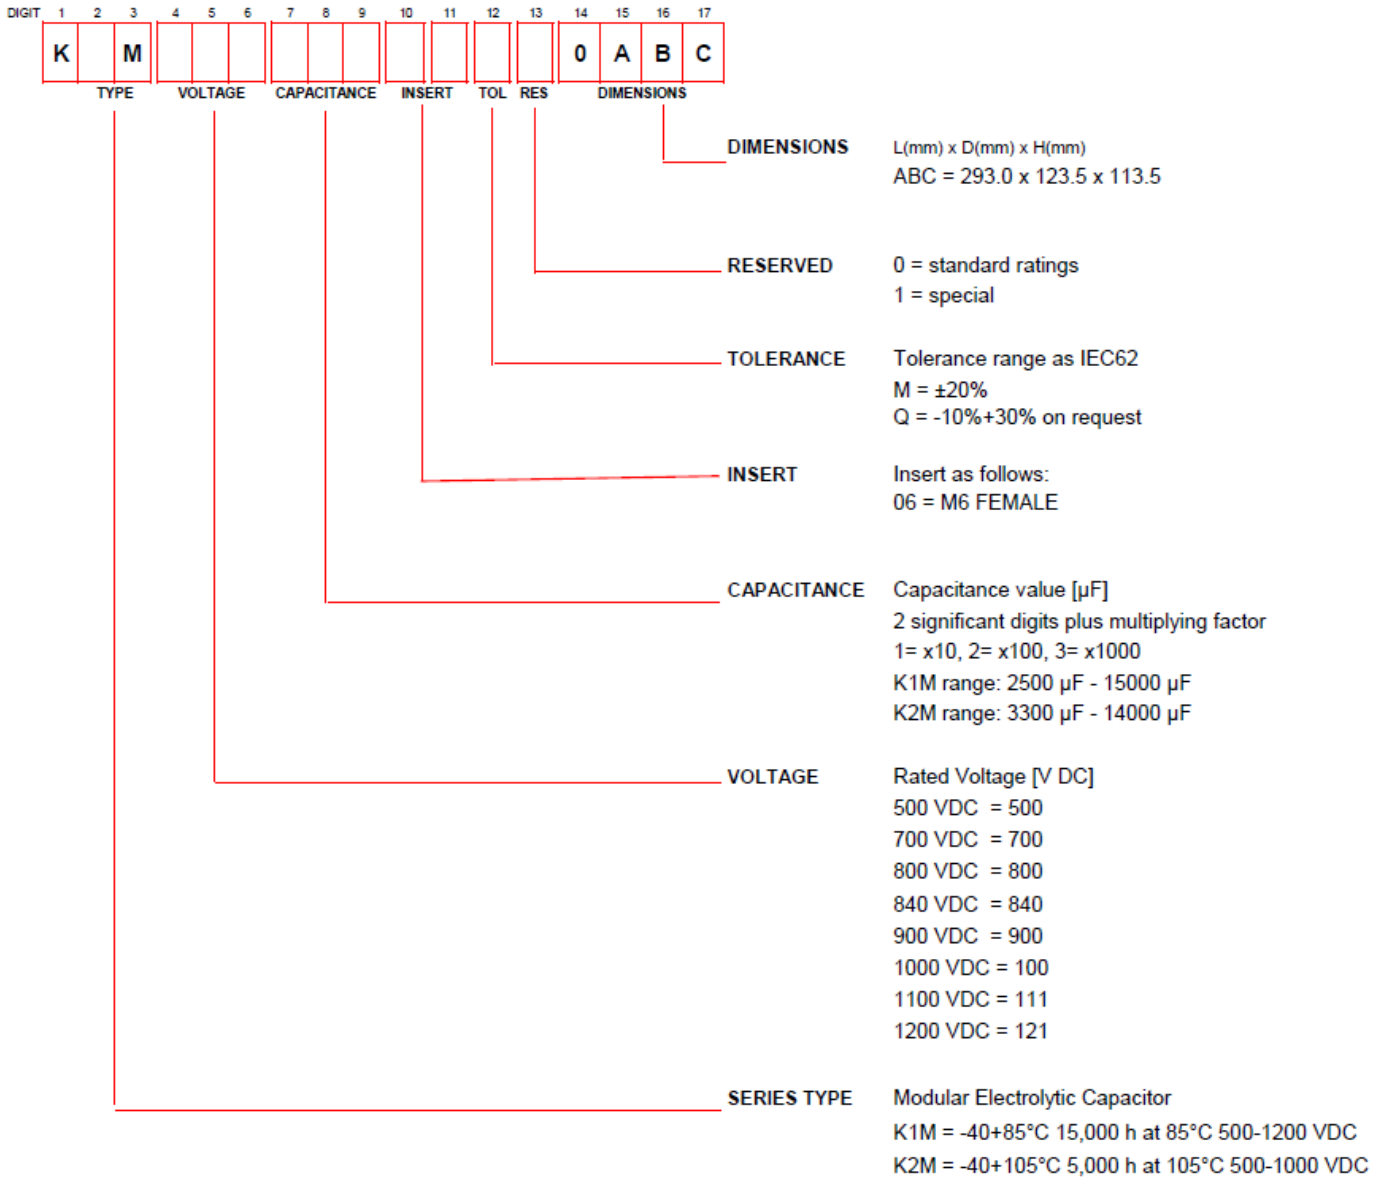 DIGIT 1 2 3 4 5 6 7 8 9 10 11 12 13 14 15 16 17
K M 0 A B C
TYPE VOLTAGE CAPACITANCE INSERT TOL RES DIMENSIONS
DIMENSIONS L(mm) x D(mm) x H(mm)
ABC = 293.0 x 123.5 x 113.5
RESERVED 0 = standard ratings
1 = special
TOLERANCE Tolerance range as IEC62
M = ±20%
Q = -10%+30% on request
INSERT Insert as follows:
06 = M6 FEMALE
CAPACITANCE Capacitance value [µF]
2 significant digits plus multiplying factor
1= x10, 2= x100, 3= x1000
K1M range: 2500 µF - 15000 µF
K2M range: 3300 µF - 14000 µF
VOLTAGE Rated Voltage [V DC]
500 VDC = 500
700 VDC = 700
800 VDC = 800
840 VDC = 840
900 VDC = 900
1000 VDC = 100
1100 VDC = 111
1200 VDC = 121
SERIES TYPE Modular Electrolytic Capacitor
K1M = -40+85°C 15,000 h at 85°C 500-1200 VDC
K2M = -40+105°C 5,000 h at 105°C 500-1000 VDC